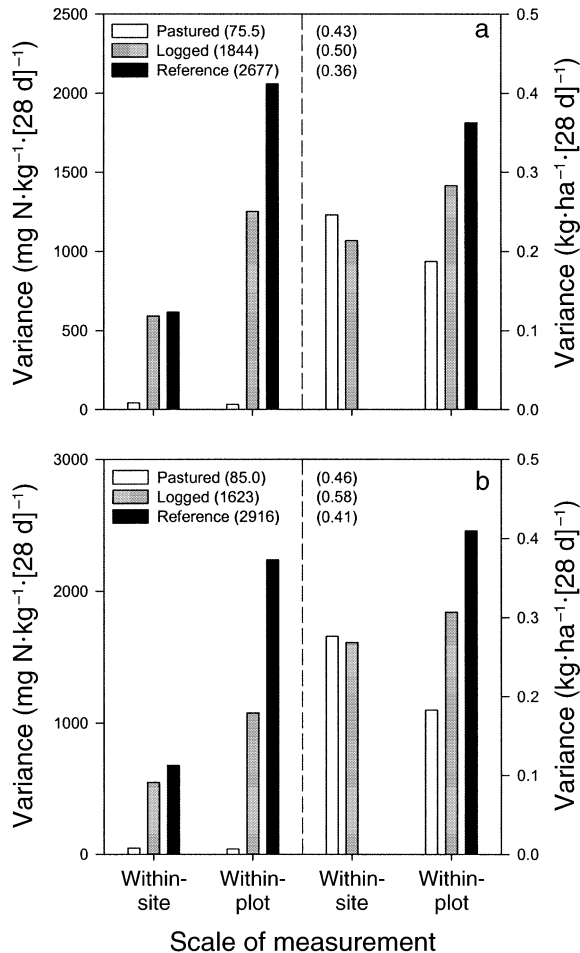 a
Pastured (75.5) (0.43)
Logged (1844) (0.50)
Reference (2677) (0.36)
2500
2000
1500
1000
500
0
0.5
0.4
0.3
0.2
0.1
0.0
Variance (mg N·kg⁻¹·[28 d]⁻¹)
Variance (kg·ha⁻¹·[28 d]⁻¹)
b
Pastured (85.0) (0.46)
Logged (1623) (0.58)
Reference (2916) (0.41)
3000
2000
1000
0
0.5
0.4
0.3
0.2
0.1
0.0
Variance (mg N·kg⁻¹·[28 d]⁻¹)
Variance (kg·ha⁻¹·[28 d]⁻¹)
Within- Within- Within- Within-
site plot site plot
Scale of measurement